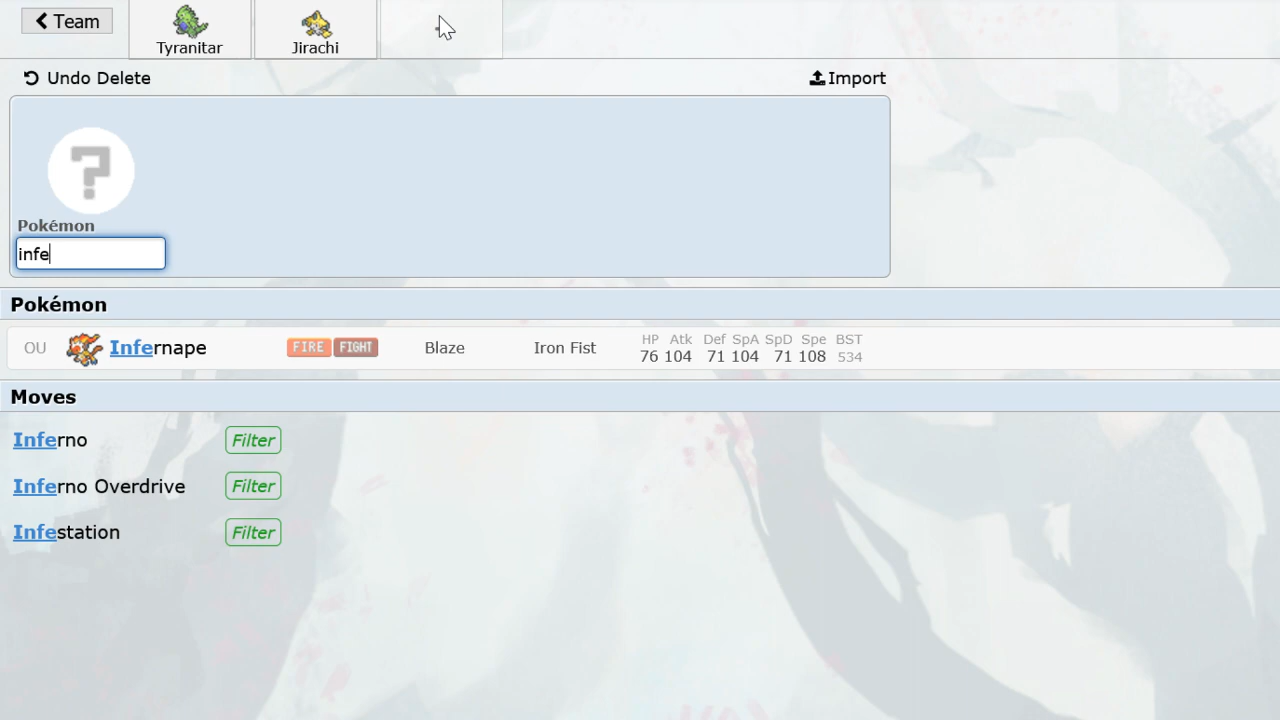 Team
Tyranitar
Jirachi
Undo Delete
Import
Pokémon
infe
Pokémon
OU Infernape FIRE FIGHT Blaze Iron Fist HP 76 Atk 104 Def 71 SpA 104 SpD 71 Spe 108 BST 534
Moves
Inferno Filter
Inferno Overdrive Filter
Infestation Filter